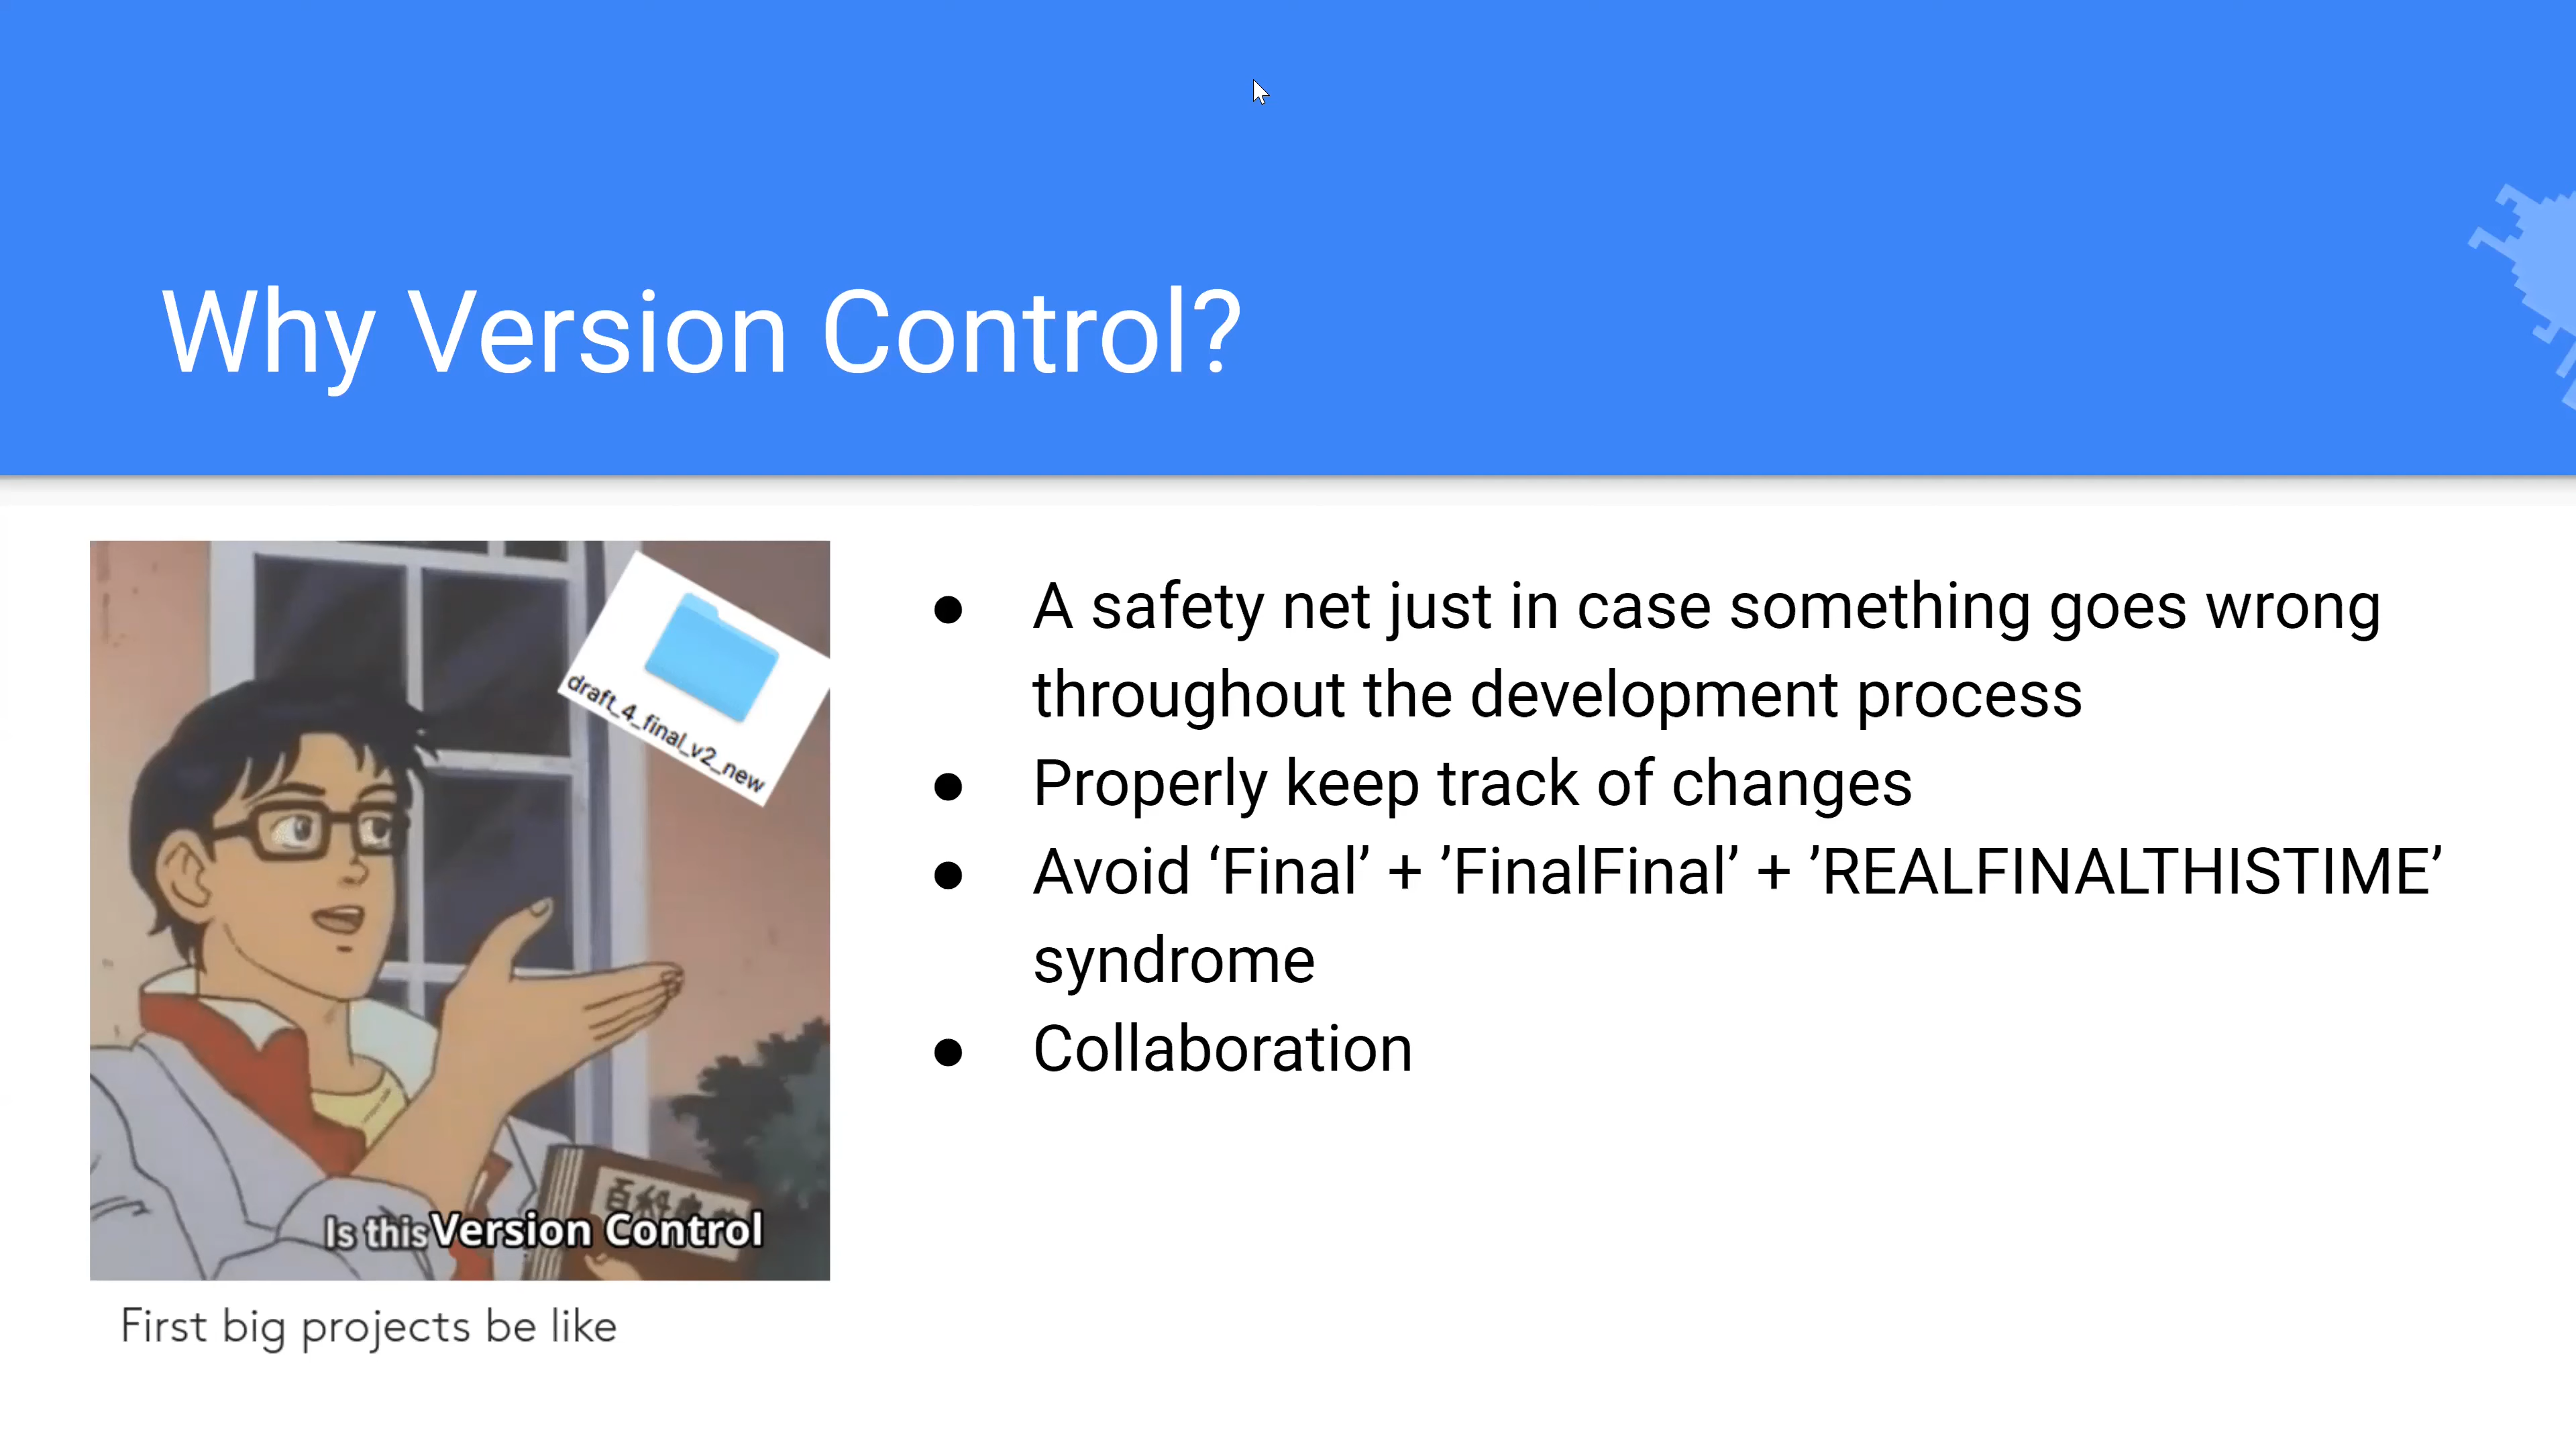 Why Version Control?
draft_4_final_v2_new
Is this Version Control
First big projects be like
● A safety net just in case something goes wrong
throughout the development process
● Properly keep track of changes
● Avoid ‘Final’ + ’FinalFinal’ + ’REALFINALTHISTIME’
syndrome
● Collaboration